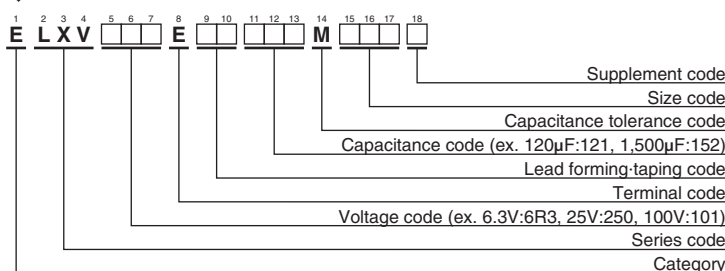 1 2 3 4 5 6 7 8 9 10 11 12 13 14 15 16 17 18
E L X V □□□ E □□ □□□ M □□□ □
Supplement code
Size code
Capacitance tolerance code
Capacitance code (ex. 120µF:121, 1,500µF:152)
Lead forming·taping code
Terminal code
Voltage code (ex. 6.3V:6R3, 25V:250, 100V:101)
Series code
Category